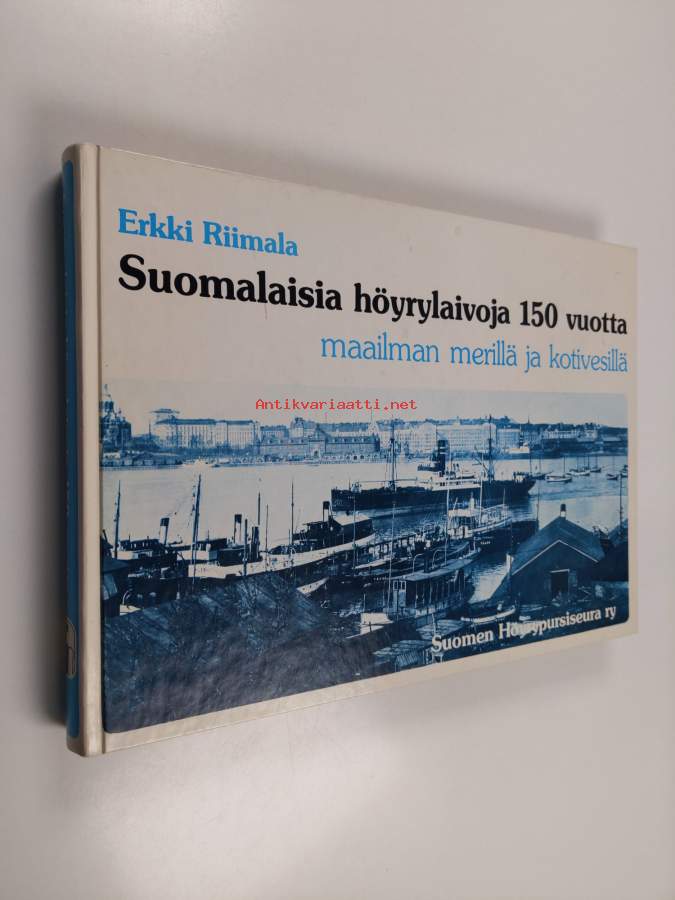 Erkki Riimala
Suomalaisia höyrylaivoja 150 vuotta
maailman merillä ja kotivesillä
Antikvariaatti.net
Suomen Höyrypursiseura ry